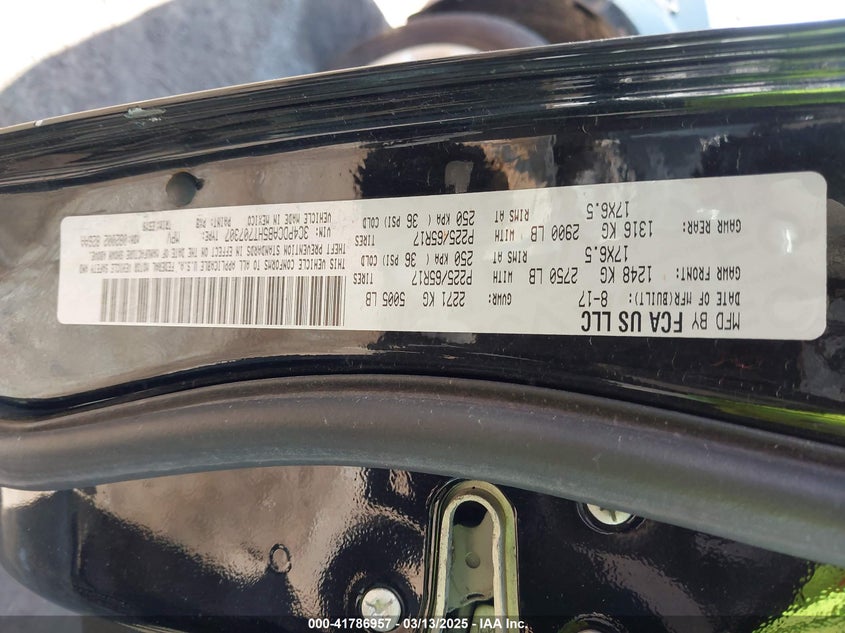 MFD BY FCA US LLC
DATE OF MFR(BUILT): 8-17
GVWR: 2271 KG 5005 LB
GAWR FRONT: 1248 KG 2750 LB WITH P225/65R17 TIRES
17X6.5 RIMS AT 250 KPA ( 36 PSI) COLD
GAWR REAR: 1316 KG 2900 LB WITH P225/65R17 TIRES
17X6.5 RIMS AT 250 KPA ( 36 PSI) COLD
THIS VEHICLE CONFORMS TO ALL APPLICABLE U.S.A. FEDERAL MOTOR VEHICLE SAFETY AND
THEFT PREVENTION STANDARDS IN EFFECT ON THE DATE OF MANUFACTURE SHOWN ABOVE.
VIN: 3C4PDCAB5HT707307 TYPE: MPV
VEHICLE MADE IN MEXICO PAINT:
000-41786957 — 03/13/2025 — IAA Inc.